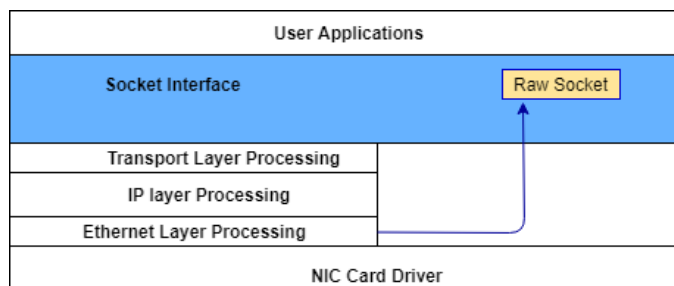 User Applications
Socket Interface
Raw Socket
Transport Layer Processing
IP layer Processing
Ethernet Layer Processing
NIC Card Driver